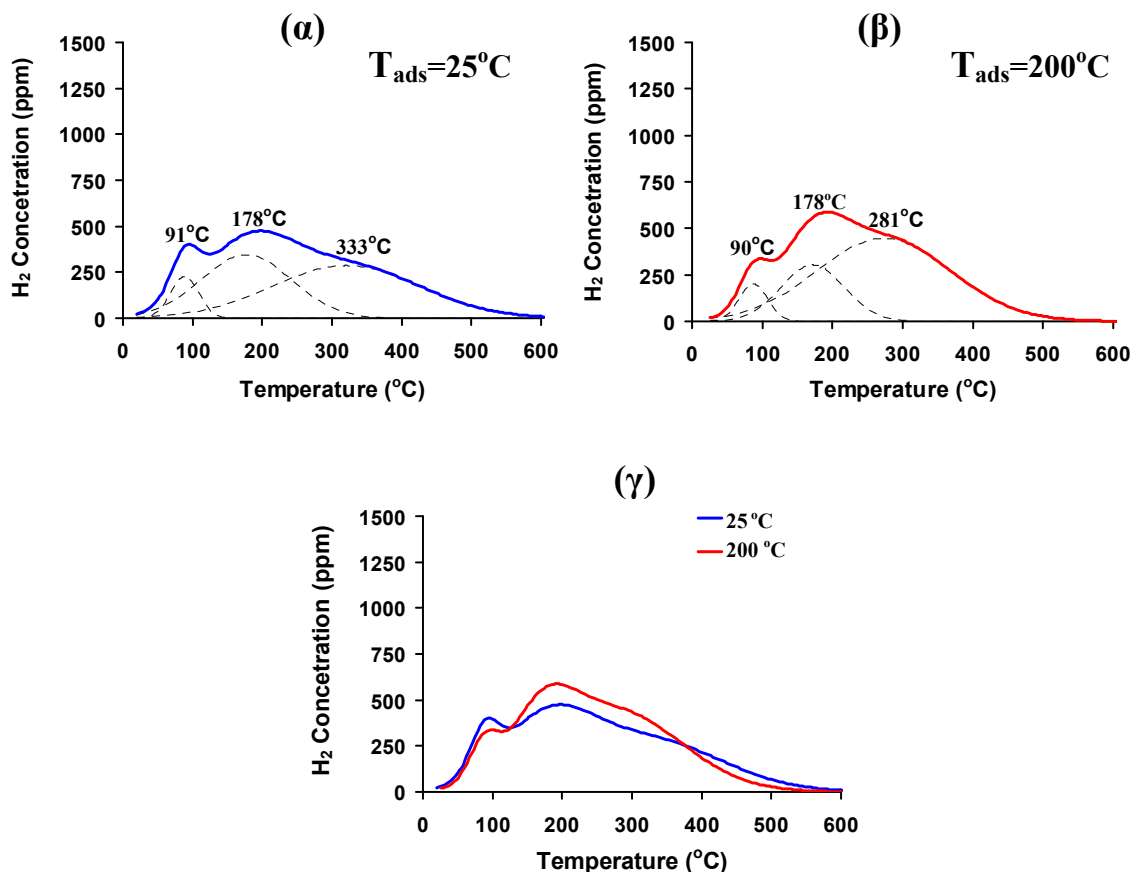 (α)
T_ads=25°C
H2 Concetration (ppm)
1500
1250
1000
750
500
250
0
91°C
178°C
333°C
0 100 200 300 400 500 600
Temperature (°C)
(β)
T_ads=200°C
H2 Concetration (ppm)
1500
1250
1000
750
500
250
0
90°C
178°C
281°C
0 100 200 300 400 500 600
Temperature (°C)
(γ)
25 °C
200 °C
H2 Concetration (ppm)
1500
1250
1000
750
500
250
0
0 100 200 300 400 500 600
Temperature (°C)